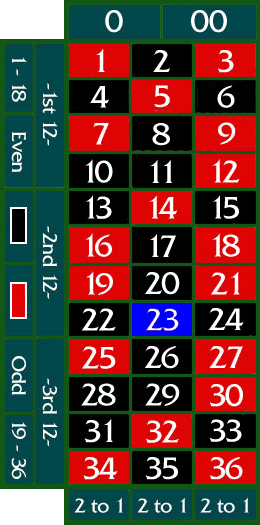 0 00
1 2 3
4 5 6
7 8 9
10 11 12
13 14 15
16 17 18
19 20 21
22 23 24
25 26 27
28 29 30
31 32 33
34 35 36
2 to 1 2 to 1 2 to 1
-1st 12-
-2nd 12-
-3rd 12-
1 - 18
Even
Odd
19 - 36